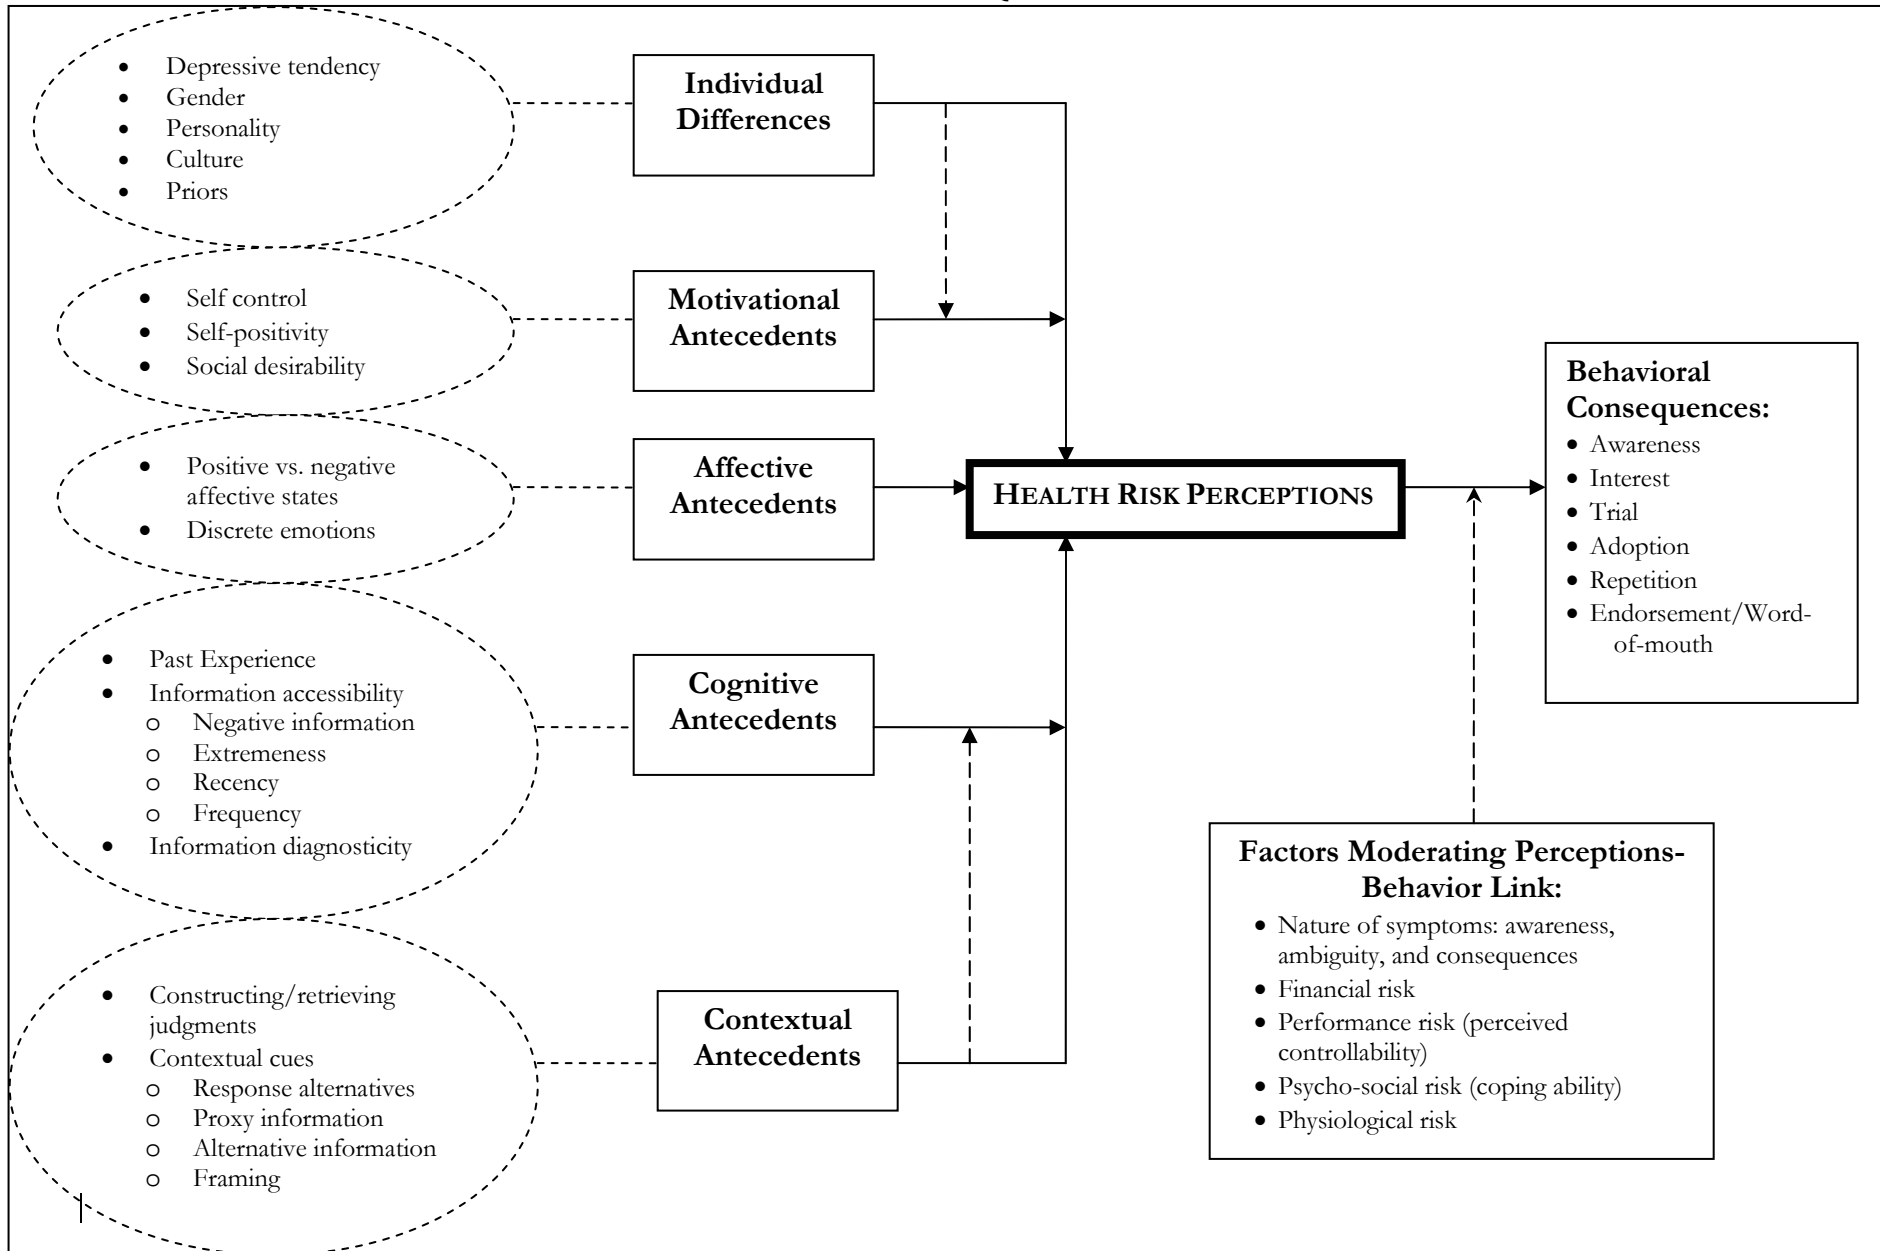 • Depressive tendency
• Gender
• Personality
• Culture
• Priors
Individual
Differences
• Self control
• Self-positivity
• Social desirability
Motivational
Antecedents
• Positive vs. negative
affective states
• Discrete emotions
Affective
Antecedents
HEALTH RISK PERCEPTIONS
Behavioral
Consequences:
• Awareness
• Interest
• Trial
• Adoption
• Repetition
• Endorsement/Word-
of-mouth
• Past Experience
• Information accessibility
o Negative information
o Extremeness
o Recency
o Frequency
• Information diagnosticity
Cognitive
Antecedents
Factors Moderating Perceptions-
Behavior Link:
• Nature of symptoms: awareness,
ambiguity, and consequences
• Financial risk
• Performance risk (perceived
controllability)
• Psycho-social risk (coping ability)
• Physiological risk
• Constructing/retrieving
judgments
• Contextual cues
o Response alternatives
o Proxy information
o Alternative information
o Framing
Contextual
Antecedents